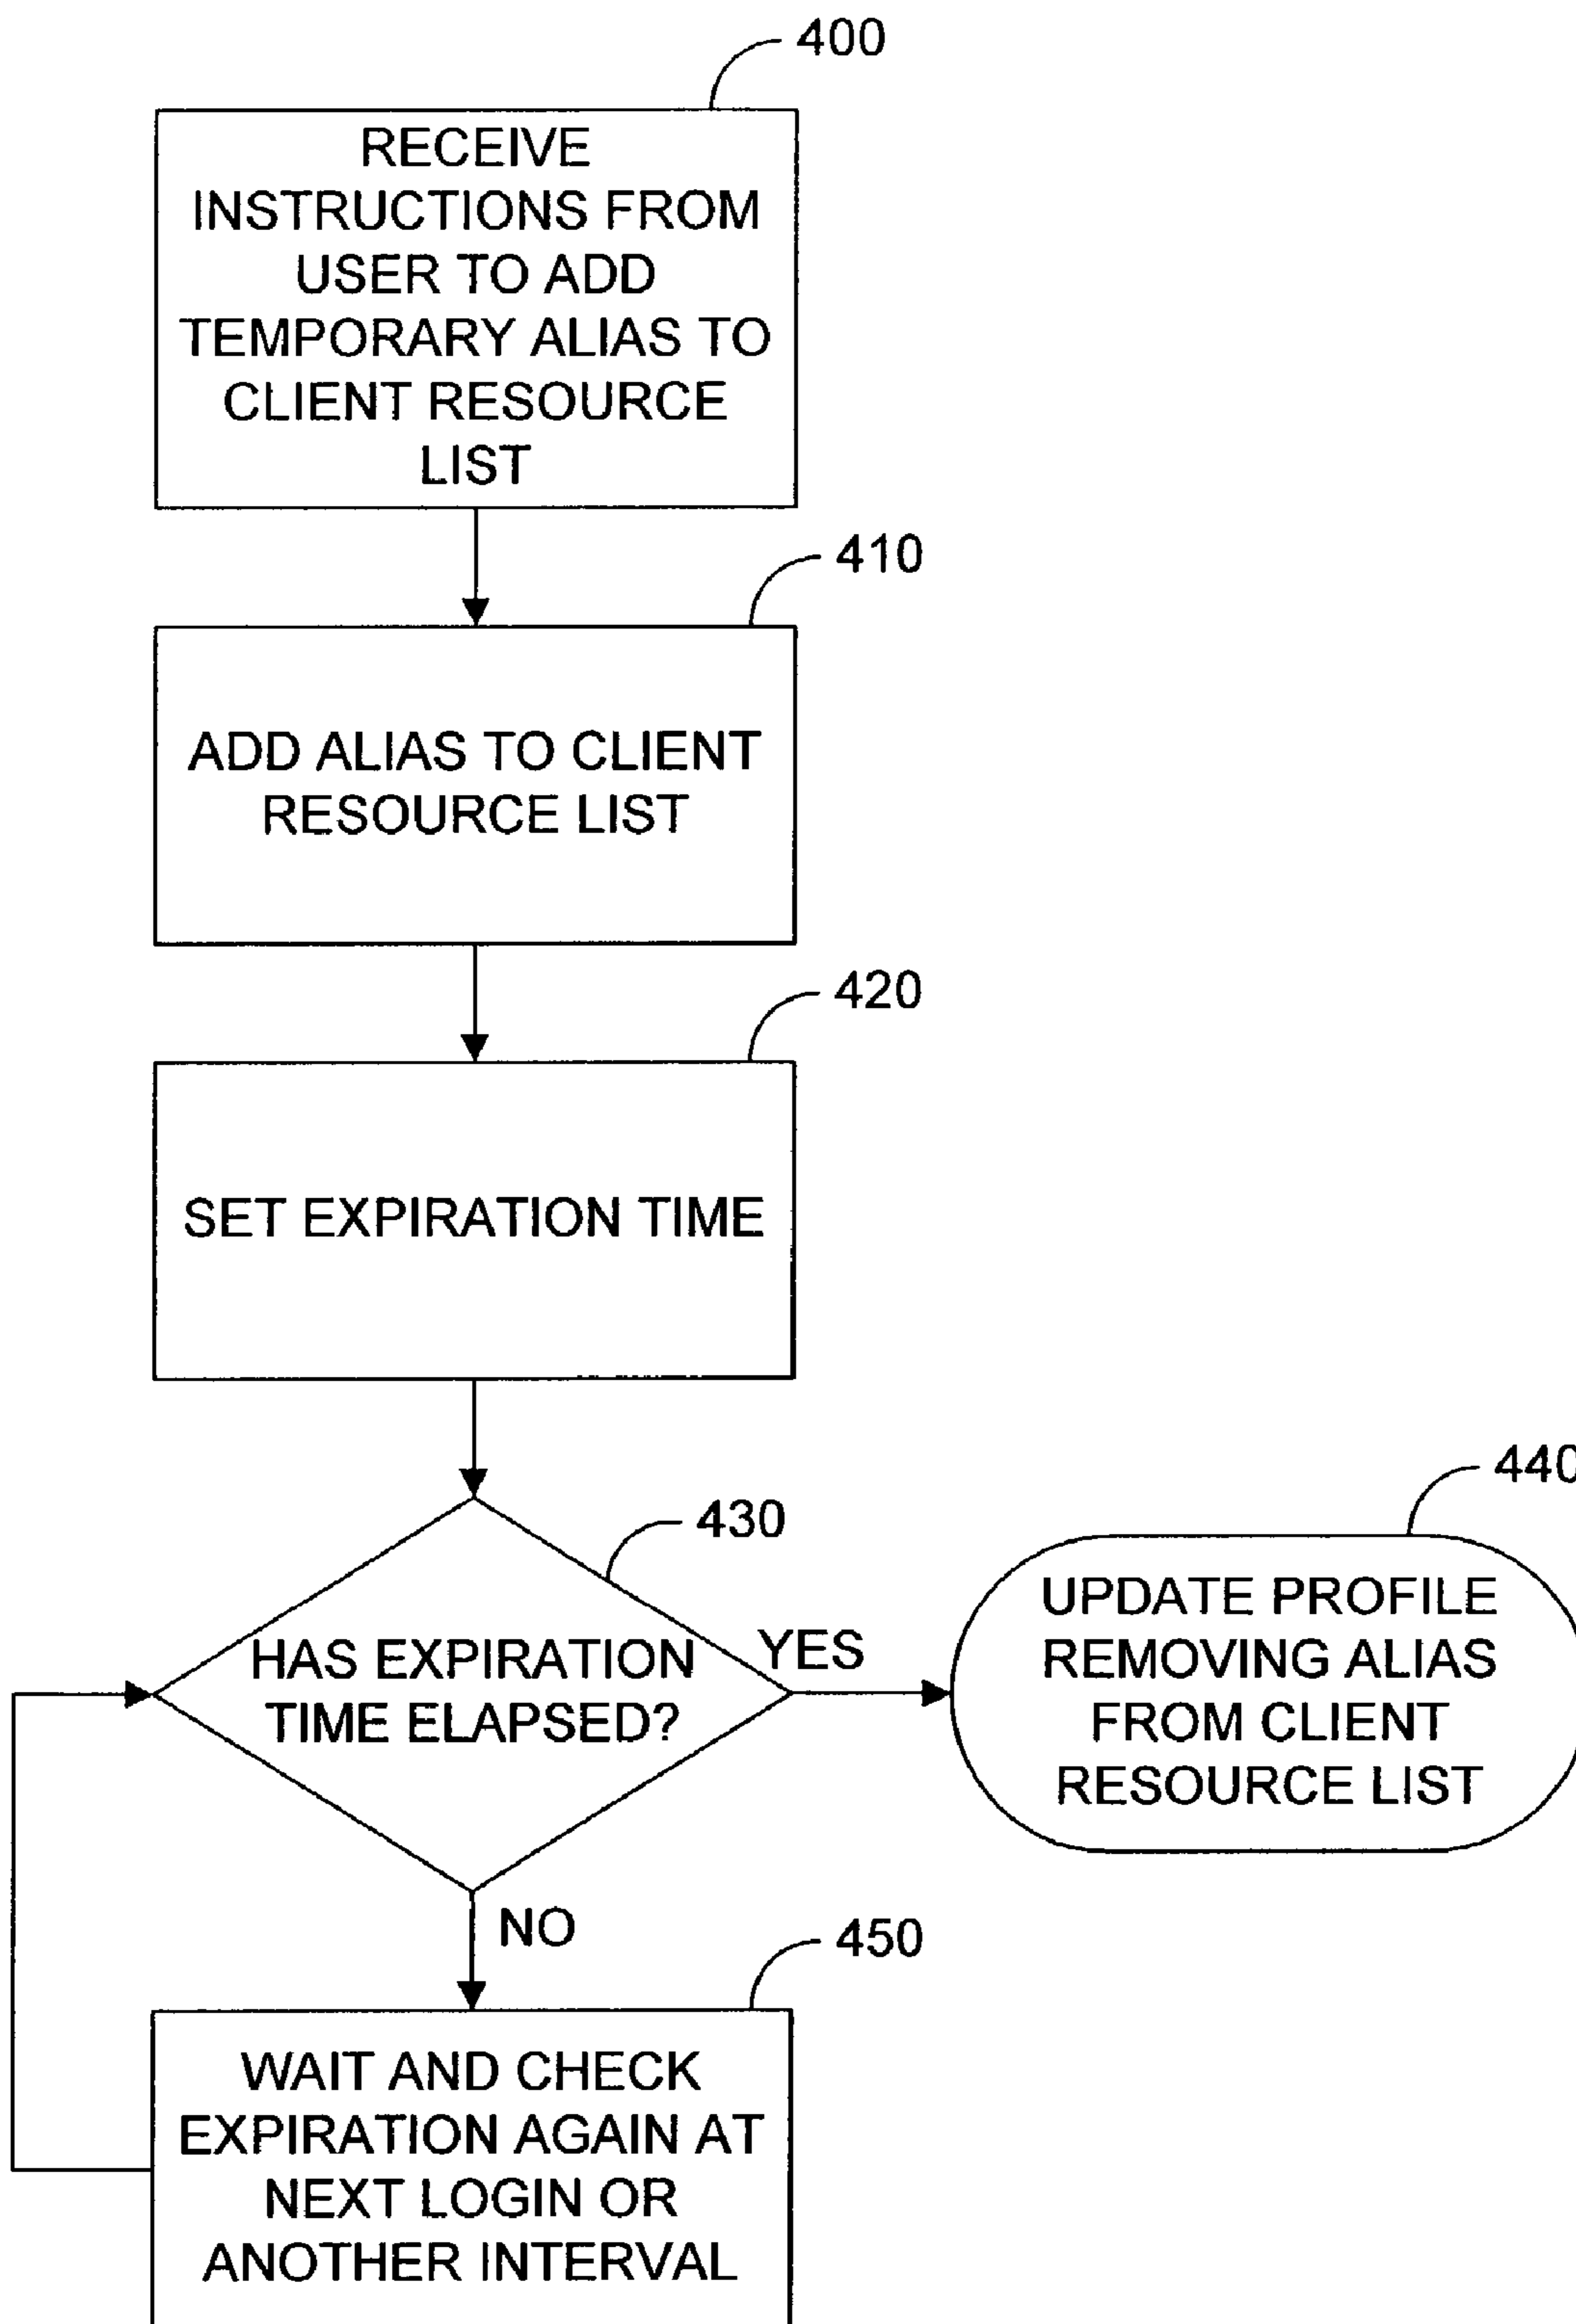 400
RECEIVE
INSTRUCTIONS FROM
USER TO ADD
TEMPORARY ALIAS TO
CLIENT RESOURCE
LIST
410
ADD ALIAS TO CLIENT
RESOURCE LIST
420
SET EXPIRATION TIME
430
HAS EXPIRATION
TIME ELAPSED?
YES
440
UPDATE PROFILE
REMOVING ALIAS
FROM CLIENT
RESOURCE LIST
NO
450
WAIT AND CHECK
EXPIRATION AGAIN AT
NEXT LOGIN OR
ANOTHER INTERVAL